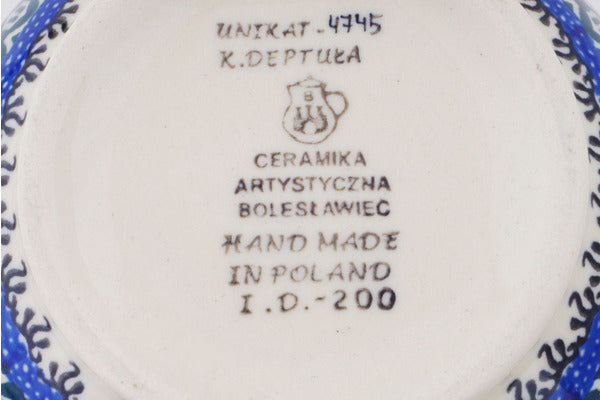 UNIKAT-4745
K.DEPTUŁA
B
CERAMIKA
ARTYSTYCZNA
BOLESŁAWIEC
HAND MADE
IN POLAND
I.D.-200